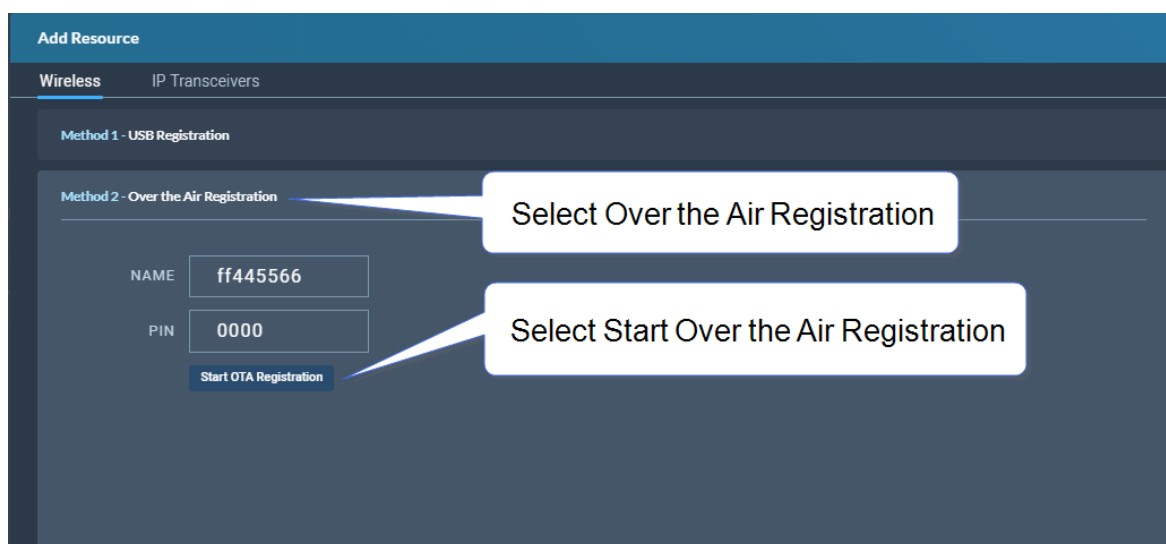 Add Resource
Wireless IP Transceivers
Method 1 - USB Registration
Method 2 - Over the Air Registration
Select Over the Air Registration
NAME ff445566
PIN 0000
Select Start Over the Air Registration
Start OTA Registration